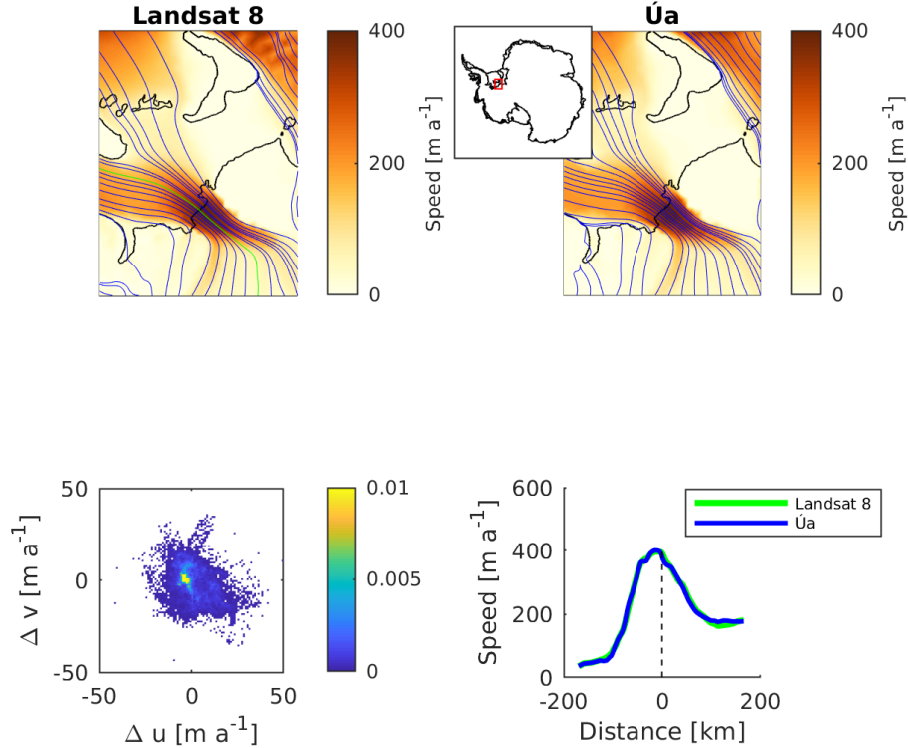 Landsat 8
Úa
400
200
0
Speed [m a⁻¹]
400
200
0
Speed [m a⁻¹]
50
0
-50
Δ v [m a⁻¹]
-50
0
50
Δ u [m a⁻¹]
0.01
0.005
0
600
400
200
0
Speed [m a⁻¹]
-200
0
200
Distance [km]
Landsat 8
Úa